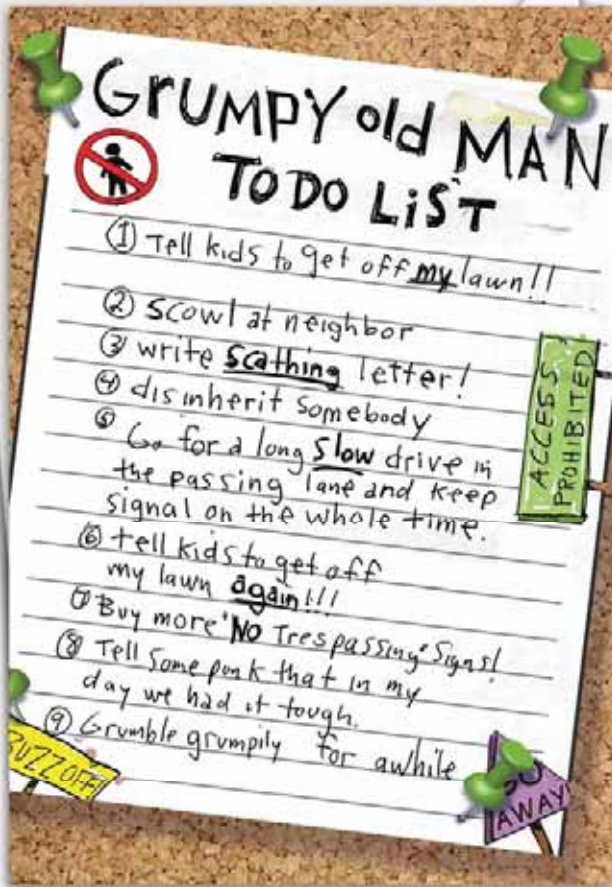 GrUMPY old MAN
TO DO LiST
① Tell kids to get off my lawn!!
② scowl at neighbor
③ write scathing letter!
④ disinherit somebody
⑤ Go for a long slow drive in
the passing lane and keep
signal on the whole time.
⑥ tell kids to get off
my lawn again!!!
⑦ Buy more "NO Trespassing" Signs!
⑧ Tell some punk that in my
day we had it tough.
⑨ Grumble grumpily for awhile
ACCESS
PROHIBITED
BUZZ OFF!
GO
AWAY!